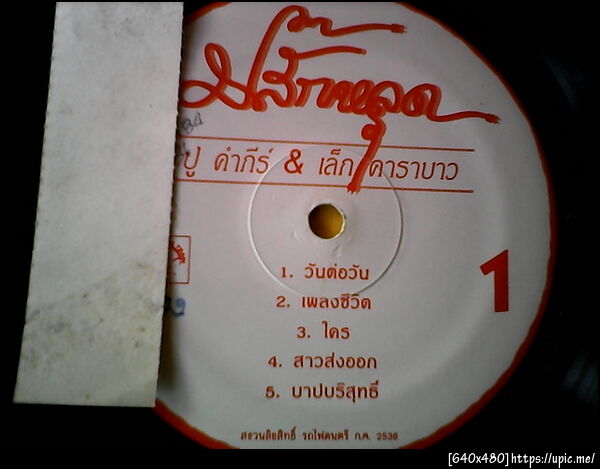 ปลั๊กหลุด
ปู คำภีร์ & เล็ก คาราบาว
1
1. วันต่อวัน
2. เพลงชีวิต
3. ใคร
4. สาวส่งออก
5. บาปบริสุทธิ์
สงวนลิขสิทธิ์ รถไฟดนตรี ก.ค. 2536
[640x480]https://upic.me/